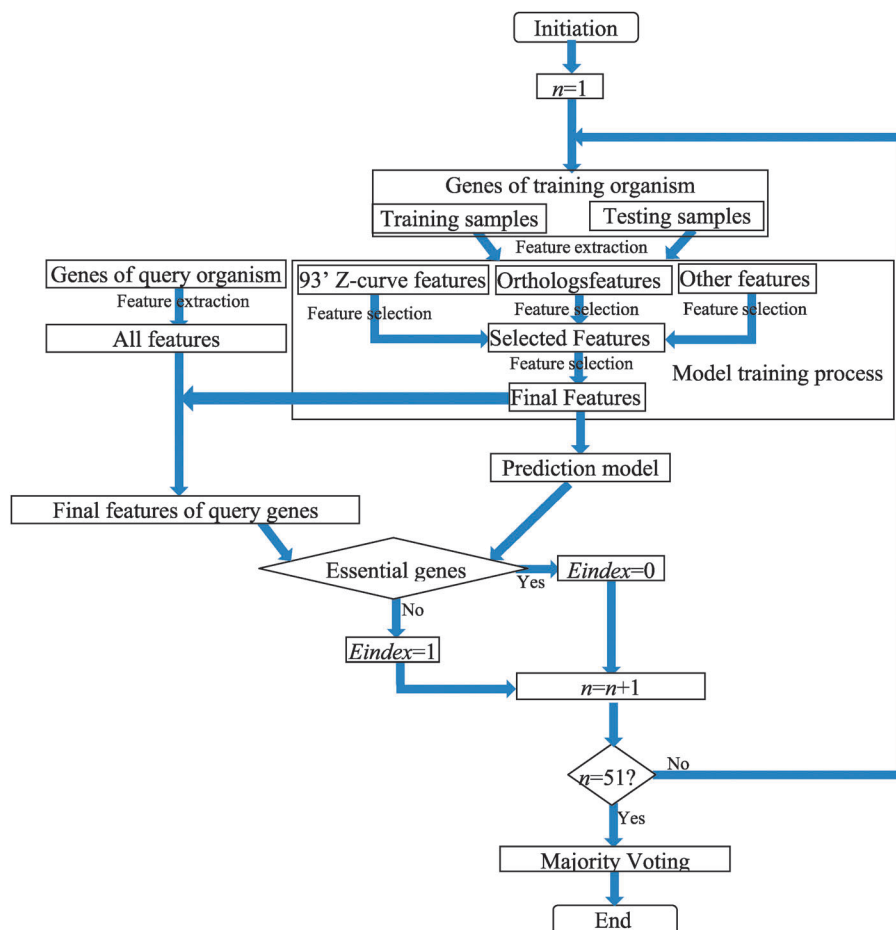 Initiation
n=1
Genes of training organism
Training samples
Testing samples
Feature extraction
Genes of query organism
Feature extraction
All features
93’ Z-curve features
Orthologsfeatures
Other features
Feature selection
Feature selection
Feature selection
Selected Features
Feature selection
Model training process
Final Features
Prediction model
Final features of query genes
Essential genes
Yes
Eindex=0
No
Eindex=1
n=n+1
n=51?
No
Yes
Majority Voting
End